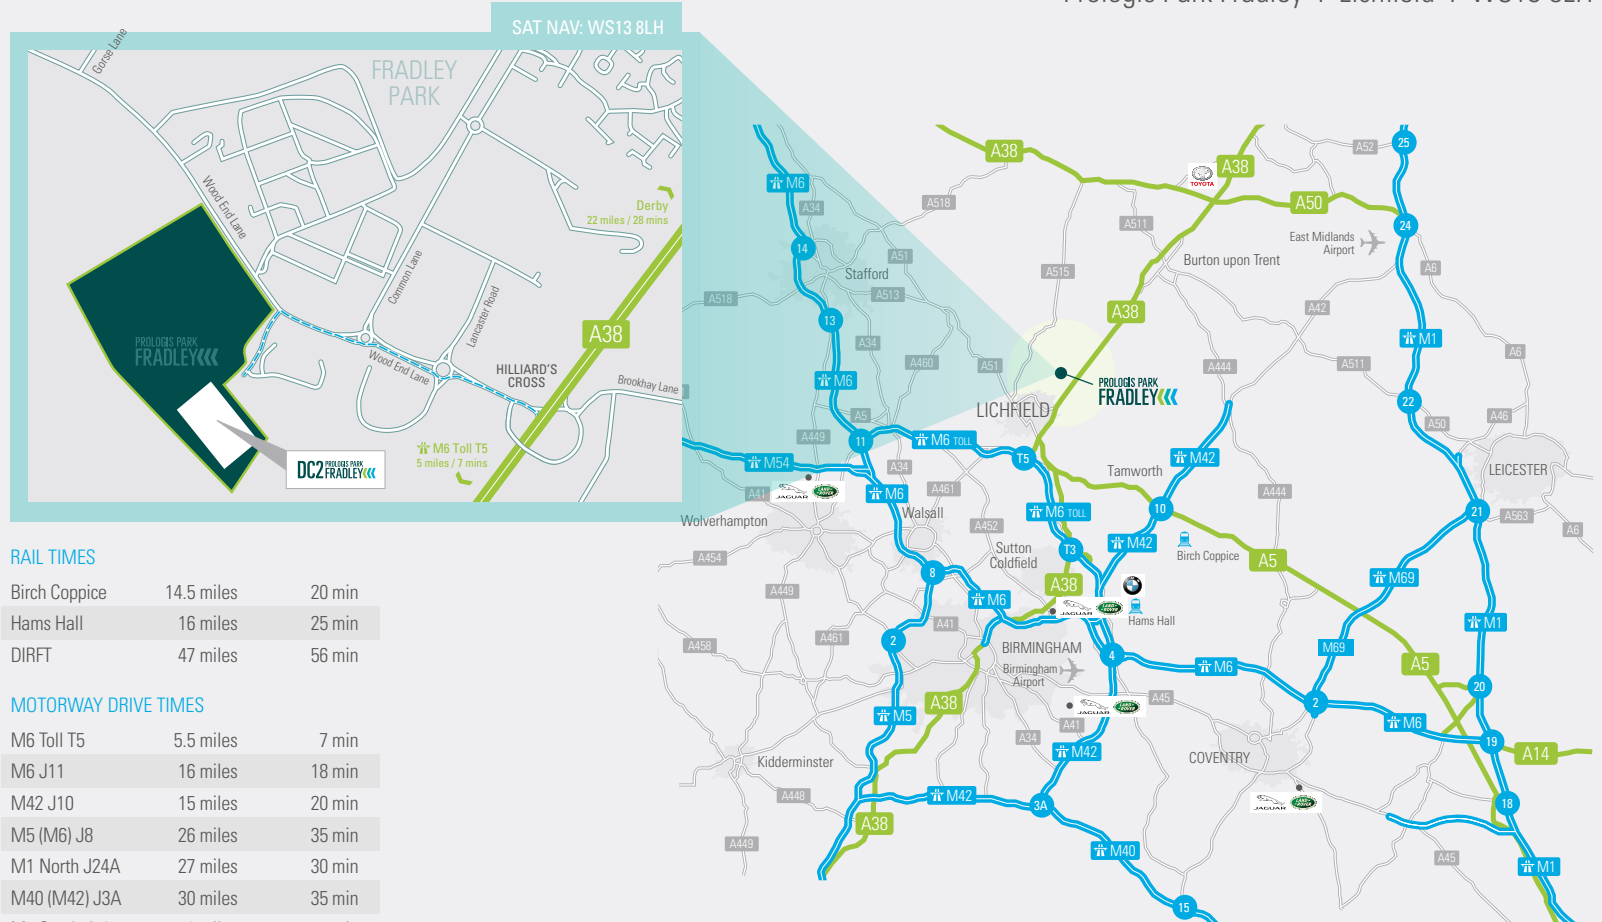 Prologis Park Fradley
Lichfield
WS13 8LH
SAT NAV: WS13 8LH
Gorse Lane
FRADLEY
PARK
Wood End Lane
Derby
22 miles / 28 mins
Common Lane
Lancaster Road
A38
PROLOGIS PARK
FRADLEY
Wood End Lane
HILLIARD'S
CROSS
Brookhay Lane
M6 Toll T5
5 miles / 7 mins
DC2 PROLOGIS PARK
FRADLEY
RAIL TIMES
Birch Coppice 14.5 miles 20 min
Hams Hall 16 miles 25 min
DIRFT 47 miles 56 min
MOTORWAY DRIVE TIMES
M6 Toll T5 5.5 miles 7 min
M6 J11 16 miles 18 min
M42 J10 15 miles 20 min
M5 (M6) J8 26 miles 35 min
M1 North J24A 27 miles 30 min
M40 (M42) J3A 30 miles 35 min
25
A38
A52
M6
TOYOTA
A38
A34
A518
A50
A511
24
14
East Midlands
Airport
A51
Burton upon Trent
Stafford
A515
A6
A518
A513
A42
13
A38
M1
A34
A6
A460
A51
A511
A444
M6
PROLOGIS PARK
FRADLEY
22
LICHFIELD
A5
A46
A50
A449
11
M6 TOLL
T5
M42
M54
A34
Tamworth
LEICESTER
JAGUAR
LAND ROVER
A41
M6
A461
A444
10
M6 TOLL
21
A563
Wolverhampton
Walsall
A452
A6
M42
Sutton
Coldfield
T3
Birch Coppice
A454
A5
8
M69
A38
A449
M6
JAGUAR
LAND ROVER
Hams Hall
A41
M1
A461
2
A458
BIRMINGHAM
M69
4
Birmingham
Airport
M6
A5
20
A45
A38
2
JAGUAR
LAND ROVER
M5
M6
A41
A34
19
M42
A14
Kidderminster
COVENTRY
A448
M42
3A
JAGUAR
LAND ROVER
18
A38
A449
M40
A45
M1
15